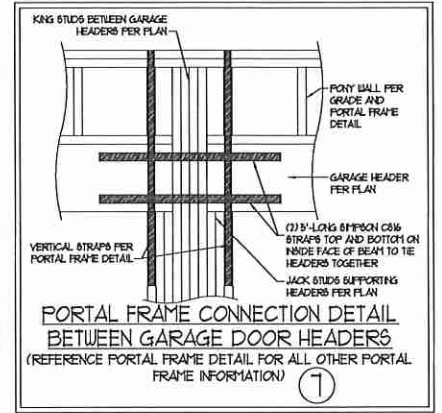 KING STUDS BETWEEN GARAGE
HEADERS PER PLAN
PONY WALL PER
GRADE AND
PORTAL FRAME
DETAIL
GARAGE HEADER
PER PLAN
(2) 3'-LONG SIMPSON CS16
STRAPS TOP AND BOTTOM ON
INSIDE FACE OF BEAM TO TIE
HEADERS TOGETHER
VERTICAL STRAPS PER
PORTAL FRAME DETAIL
JACK STUDS SUPPORTING
HEADERS PER PLAN
PORTAL FRAME CONNECTION DETAIL
BETWEEN GARAGE DOOR HEADERS
(REFERENCE PORTAL FRAME DETAIL FOR ALL OTHER PORTAL
FRAME INFORMATION)
7